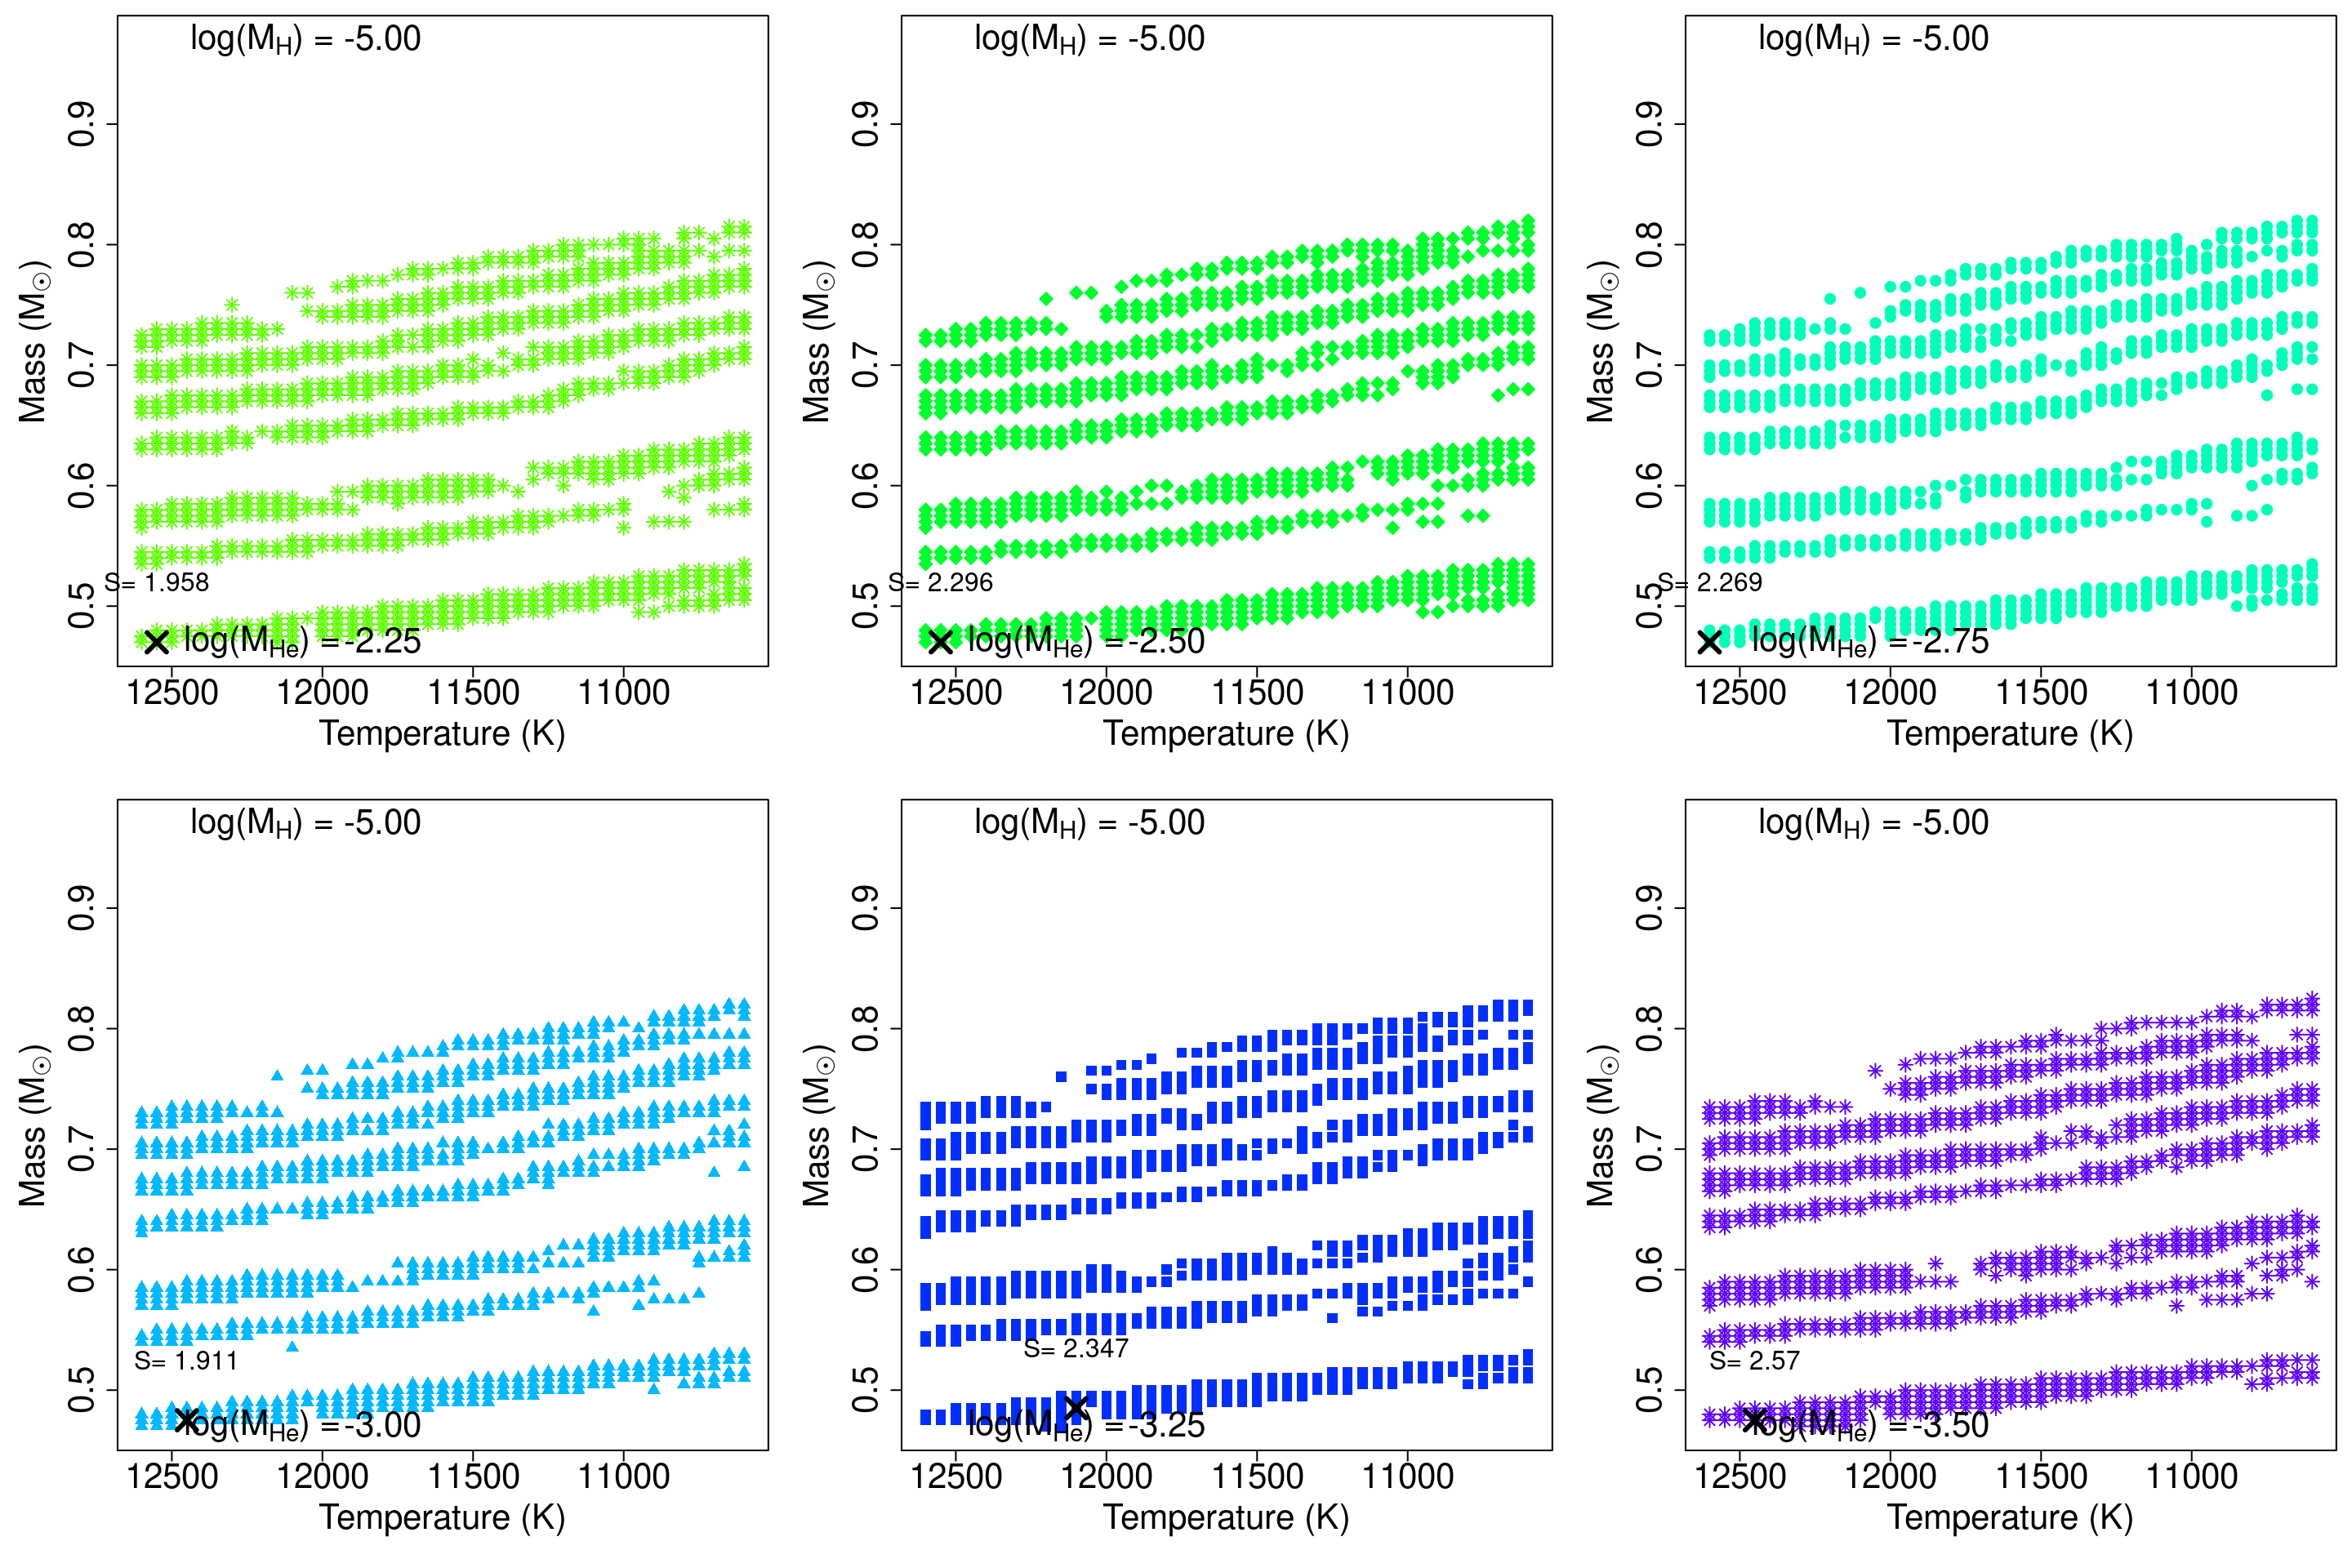 log(M_H) = -5.00
0.9
0.8
0.7
0.6
0.5
Mass (M⊙)
S= 1.958
log(M_He) =-2.25
12500 12000 11500 11000
Temperature (K)
log(M_H) = -5.00
0.9
0.8
0.7
0.6
0.5
Mass (M⊙)
S= 2.296
log(M_He) =-2.50
12500 12000 11500 11000
Temperature (K)
log(M_H) = -5.00
0.9
0.8
0.7
0.6
0.5
Mass (M⊙)
S= 2.269
log(M_He) =-2.75
12500 12000 11500 11000
Temperature (K)
log(M_H) = -5.00
0.9
0.8
0.7
0.6
0.5
Mass (M⊙)
S= 1.911
log(M_He) =-3.00
12500 12000 11500 11000
Temperature (K)
log(M_H) = -5.00
0.9
0.8
0.7
0.6
0.5
Mass (M⊙)
S= 2.347
log(M_He) =-3.25
12500 12000 11500 11000
Temperature (K)
log(M_H) = -5.00
0.9
0.8
0.7
0.6
0.5
Mass (M⊙)
S= 2.57
log(M_He) =-3.50
12500 12000 11500 11000
Temperature (K)